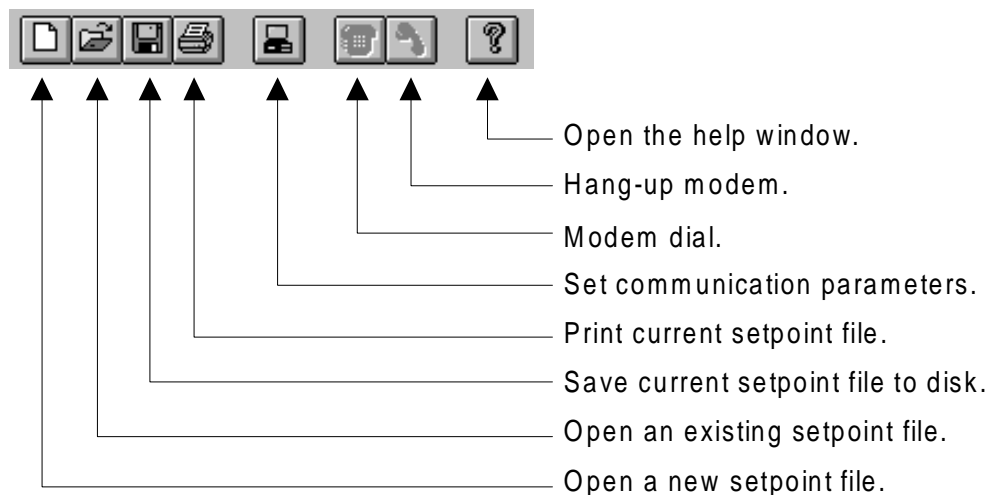 Open the help window.
Hang-up modem.
Modem dial.
Set communication parameters.
Print current setpoint file.
Save current setpoint file to disk.
Open an existing setpoint file.
Open a new setpoint file.